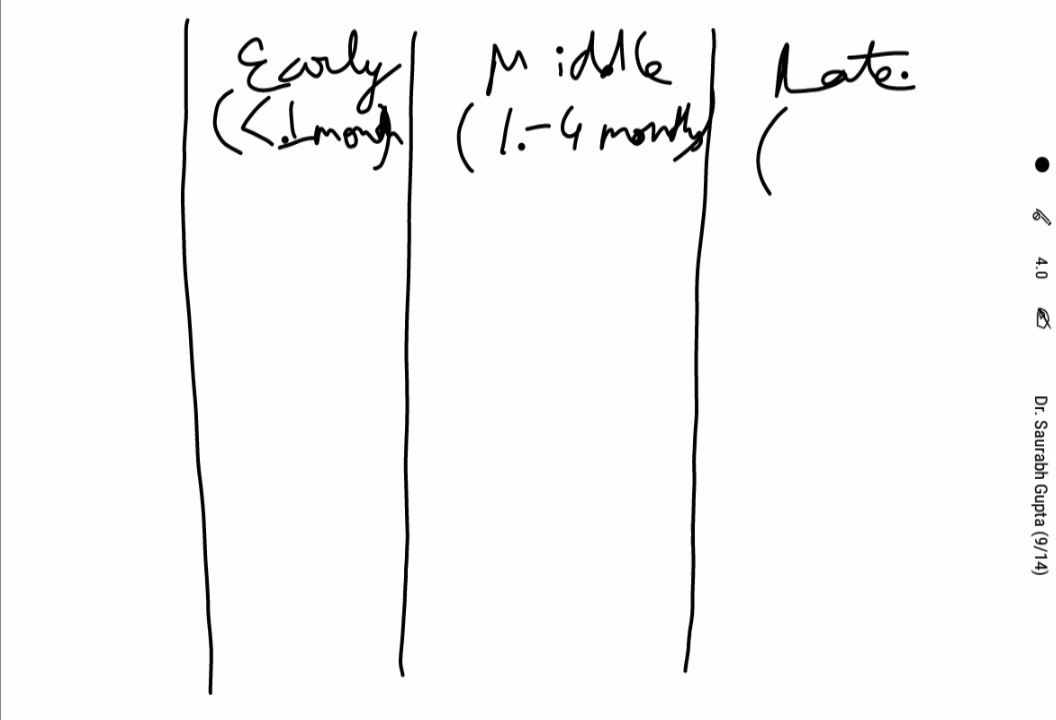 Early Middle Late.
(<1 month) (1-4 months) (
4.0
Dr. Saurabh Gupta (9/14)